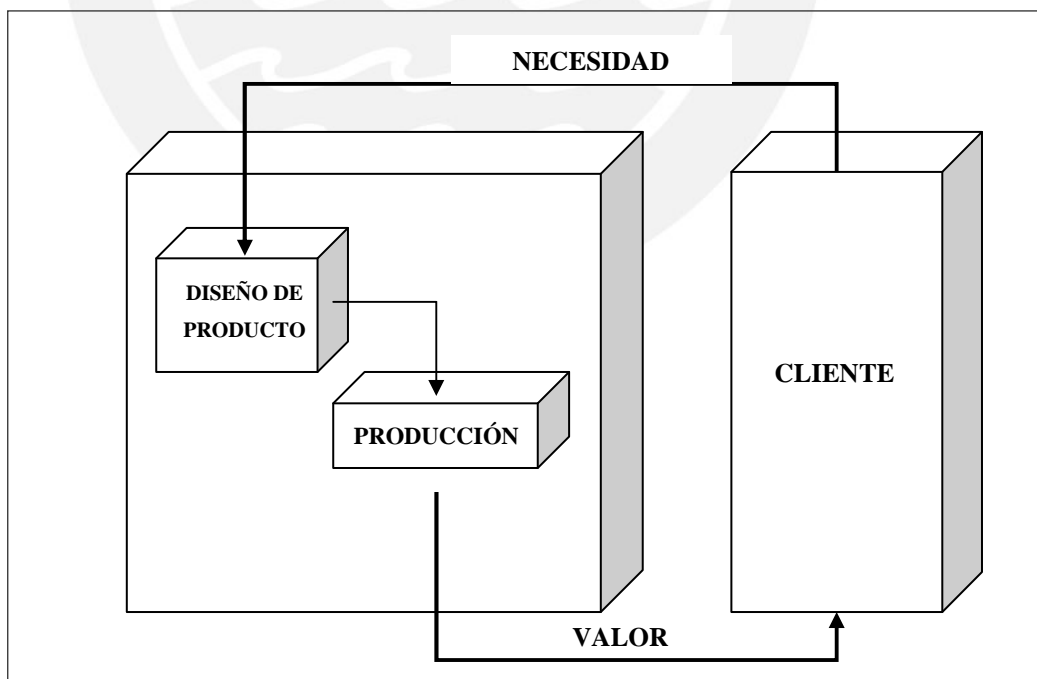 NECESIDAD
DISEÑO DE
PRODUCTO
CLIENTE
PRODUCCIÓN
VALOR